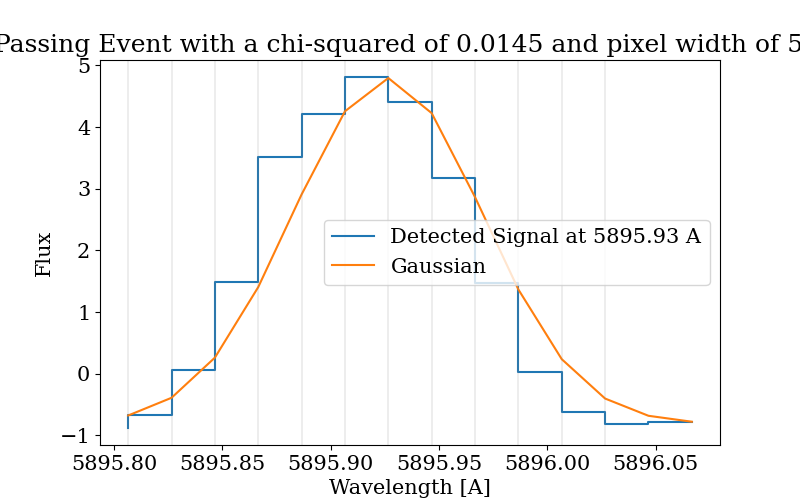 Passing Event with a chi-squared of 0.0145 and pixel width of 5
5
4
3
2
1
0
−1
Flux
Detected Signal at 5895.93 A
Gaussian
5895.80 5895.85 5895.90 5895.95 5896.00 5896.05
Wavelength [A]